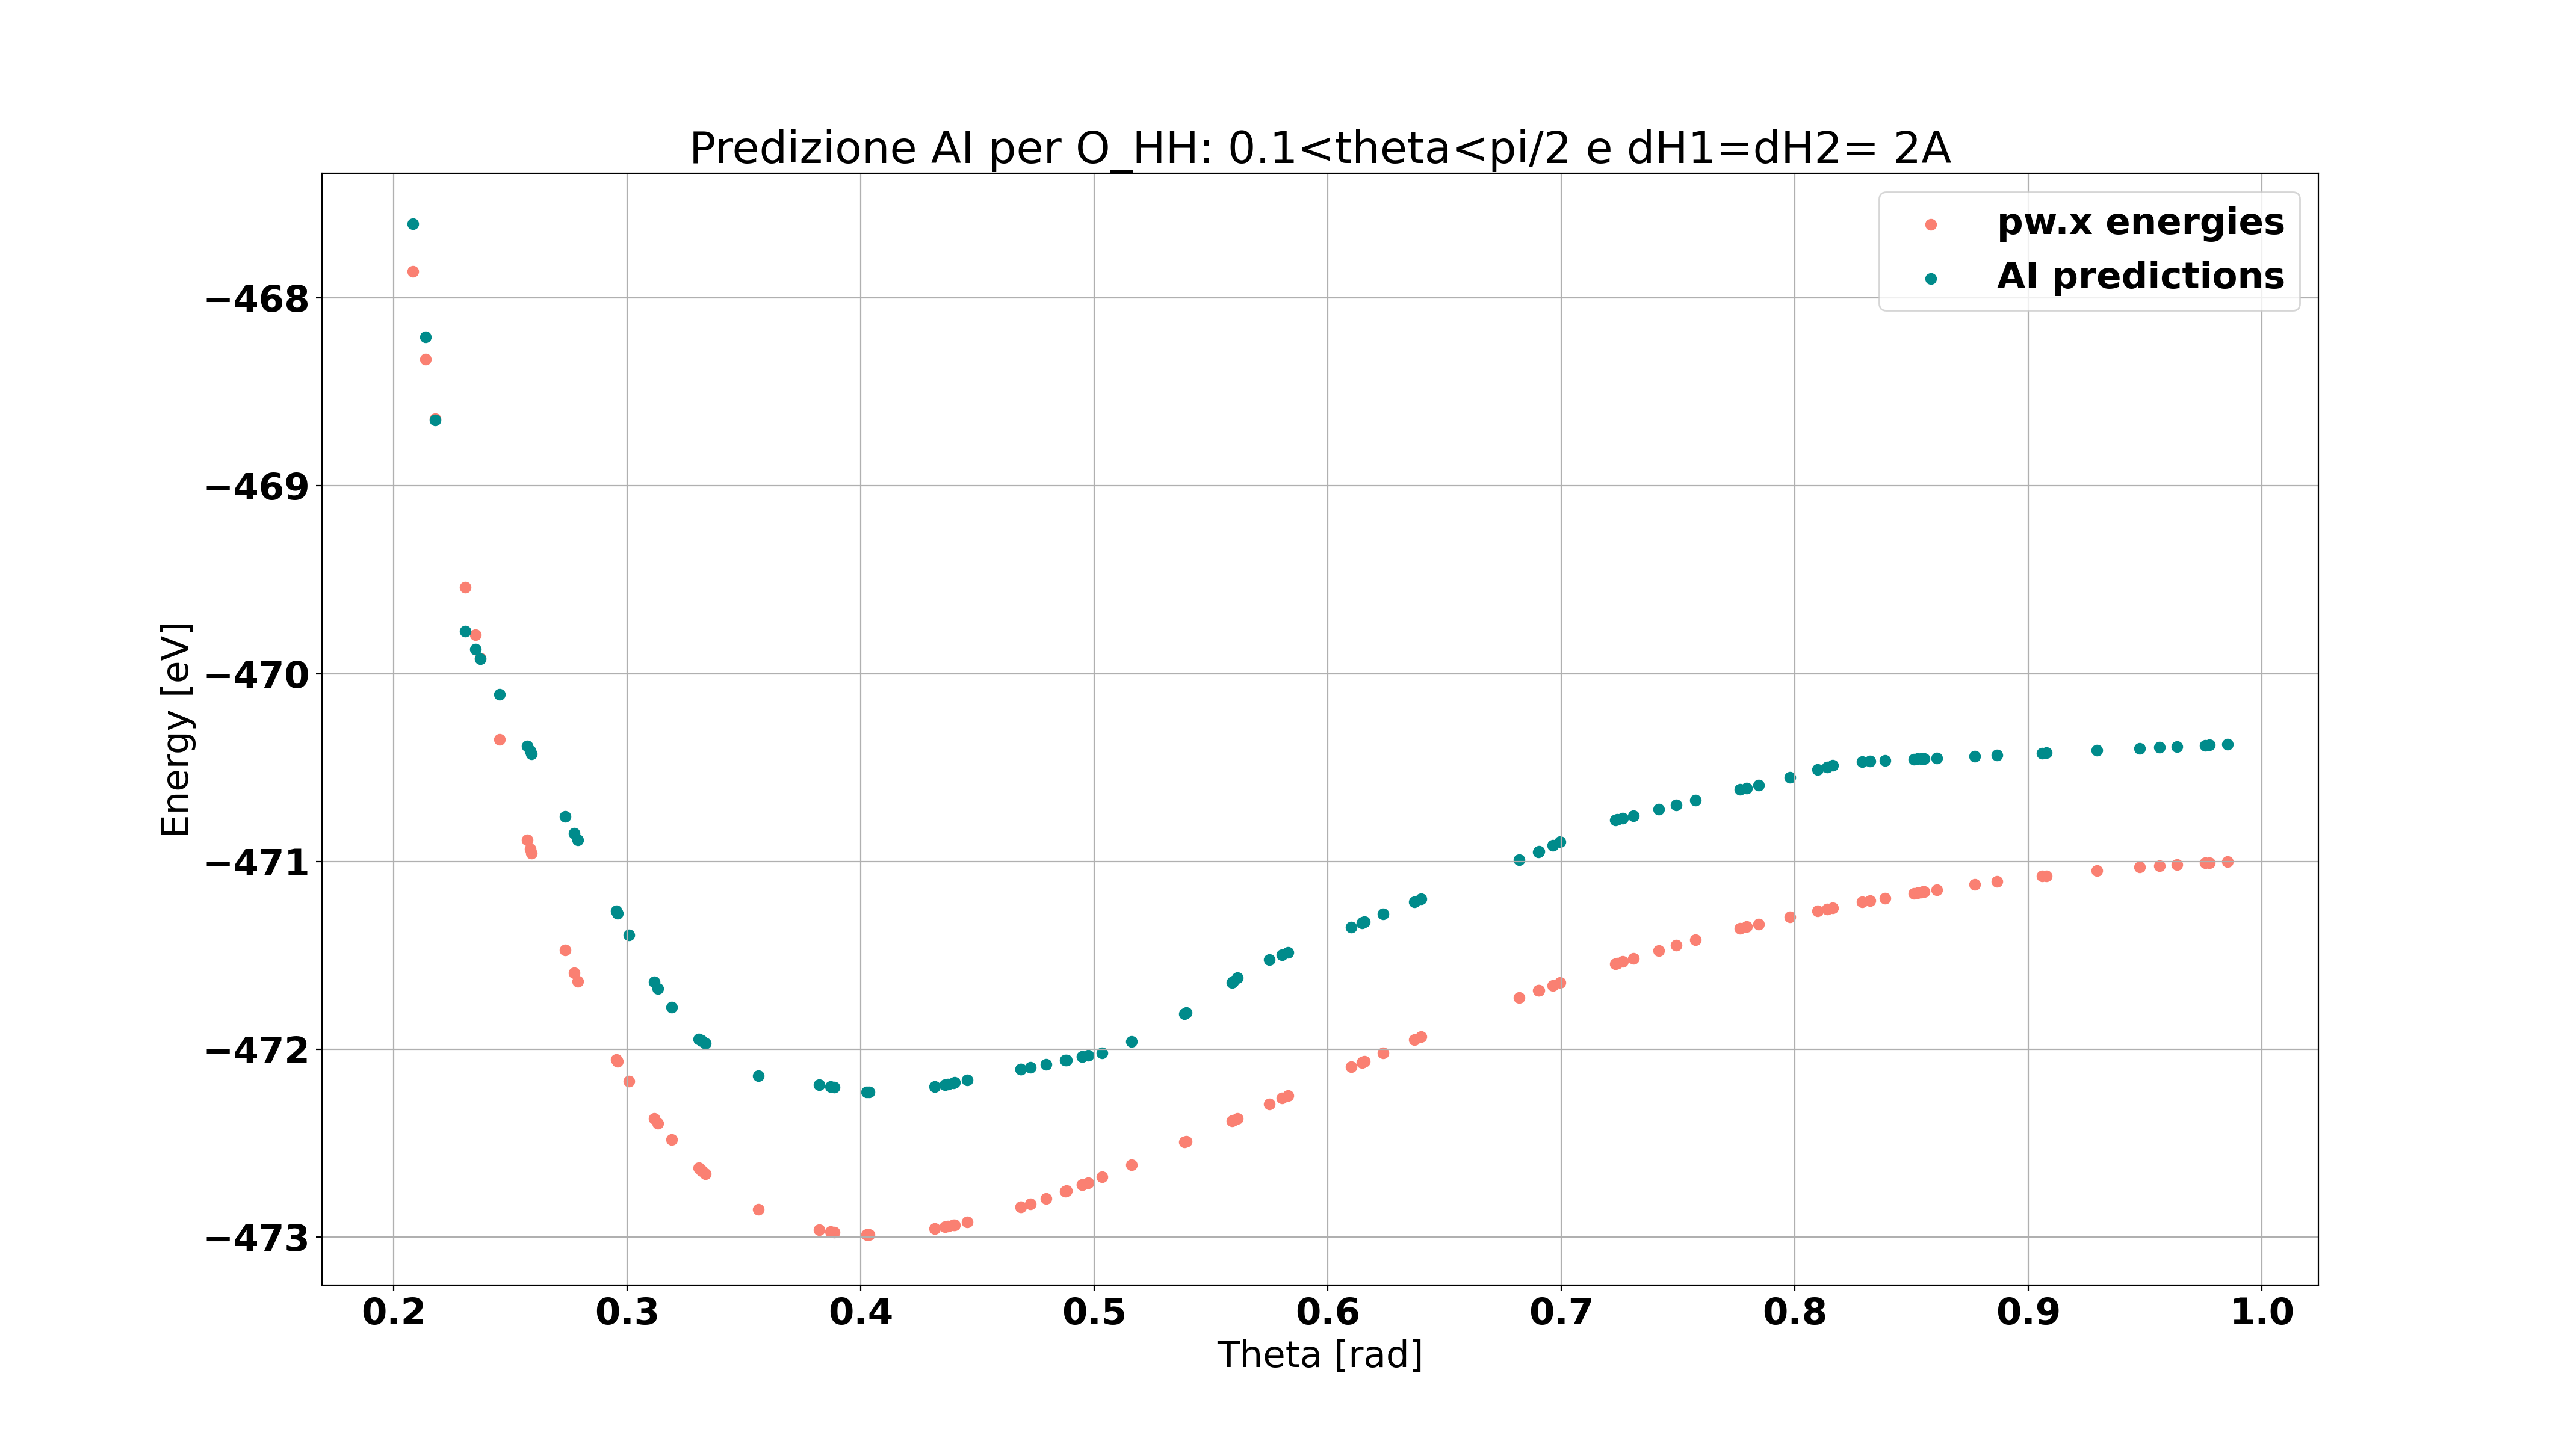 Predizione AI per O_HH: 0.1<theta<pi/2 e dH1=dH2= 2A
pw.x energies
AI predictions
Energy [eV]
−468
−469
−470
−471
−472
−473
0.2 0.3 0.4 0.5 0.6 0.7 0.8 0.9 1.0
Theta [rad]